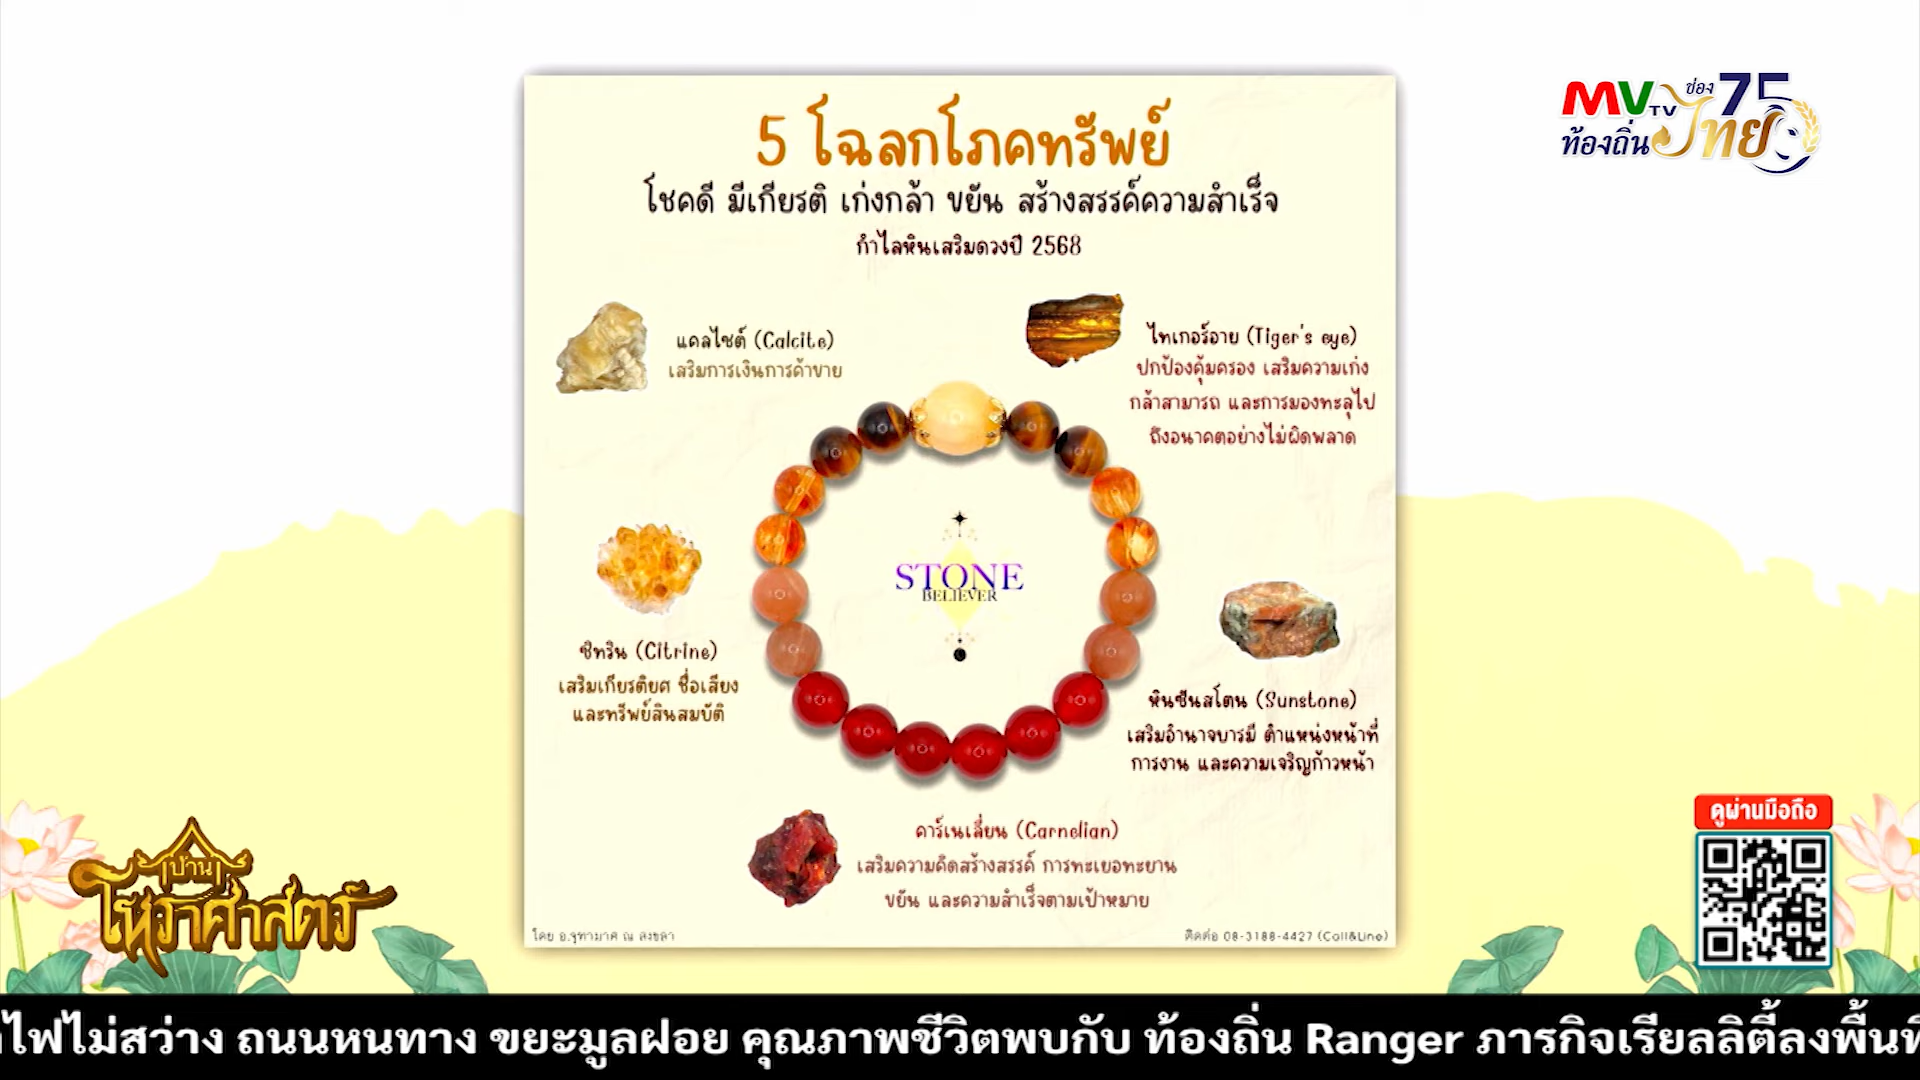 5 โฉลกโภคทรัพย์
โชคดี มีเกียรติ เก่งกล้า ขยัน สร้างสรรค์ความสำเร็จ
กำไลหินเสริมดวงปี 2568
MVTV ช่อง 75
ท้องถิ่นไทย
แคลไซต์ (Calcite)
เสริมการเงินการค้าขาย
ไทเกอร์อาย (Tiger's eye)
ปกป้องคุ้มครอง เสริมความเก่ง
กล้าสามารถ และการมองทะลุไป
ถึงอนาคตอย่างไม่ผิดพลาด
STONE
BELIEVER
ซิทริน (Citrine)
เสริมเกียรติยศ ชื่อเสียง
และทรัพย์สินสมบัติ
หินซันสโตน (Sunstone)
เสริมอำนาจบารมี ตำแหน่งหน้าที่
การงาน และความเจริญก้าวหน้า
คาร์เนเลี่ยน (Carnelian)
เสริมความคิดสร้างสรรค์ การทะเยอทะยาน
ขยัน และความสำเร็จตามเป้าหมาย
โดย อ.จุฑามาศ ณ สงขลา
ติดต่อ 08-3188-4427 (Call&Line)
บ้าน
โหราศาสตร์
ดูผ่านมือถือ
ไฟไม่สว่าง ถนนหนทาง ขยะมูลฝอย คุณภาพชีวิตพบกับ ท้องถิ่น Ranger ภารกิจเรียลลิตี้ลงพื้นที่